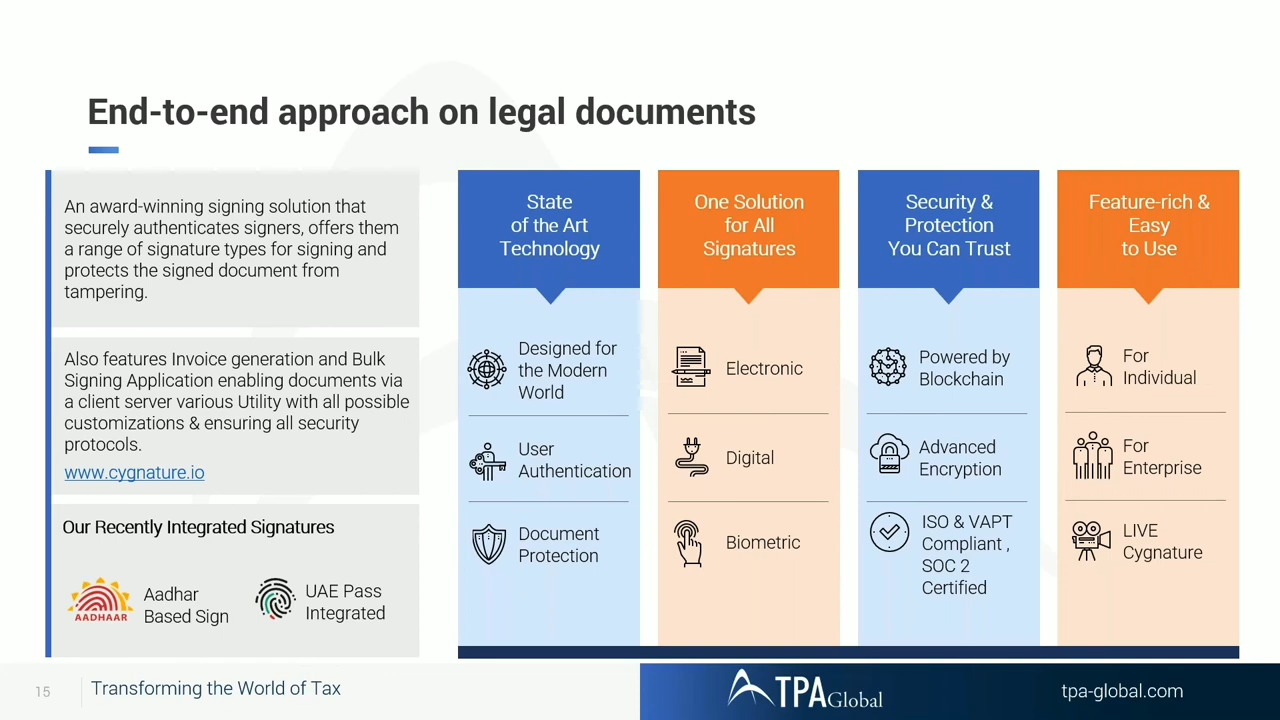 End-to-end approach on legal documents
An award-winning signing solution that
securely authenticates signers, offers them
a range of signature types for signing and
protects the signed document from
tampering.
Also features Invoice generation and Bulk
Signing Application enabling documents via
a client server various Utility with all possible
customizations & ensuring all security
protocols.
www.cygnature.io
Our Recently Integrated Signatures
AADHAAR
Aadhar
Based Sign
UAE Pass
Integrated
State
of the Art
Technology
Designed for
the Modern
World
User
Authentication
Document
Protection
One Solution
for All
Signatures
Electronic
Digital
Biometric
Security &
Protection
You Can Trust
Powered by
Blockchain
Advanced
Encryption
ISO & VAPT
Compliant ,
SOC 2
Certified
Feature-rich &
Easy
to Use
For
Individual
For
Enterprise
LIVE
Cygnature
15
Transforming the World of Tax
TPA Global
tpa-global.com